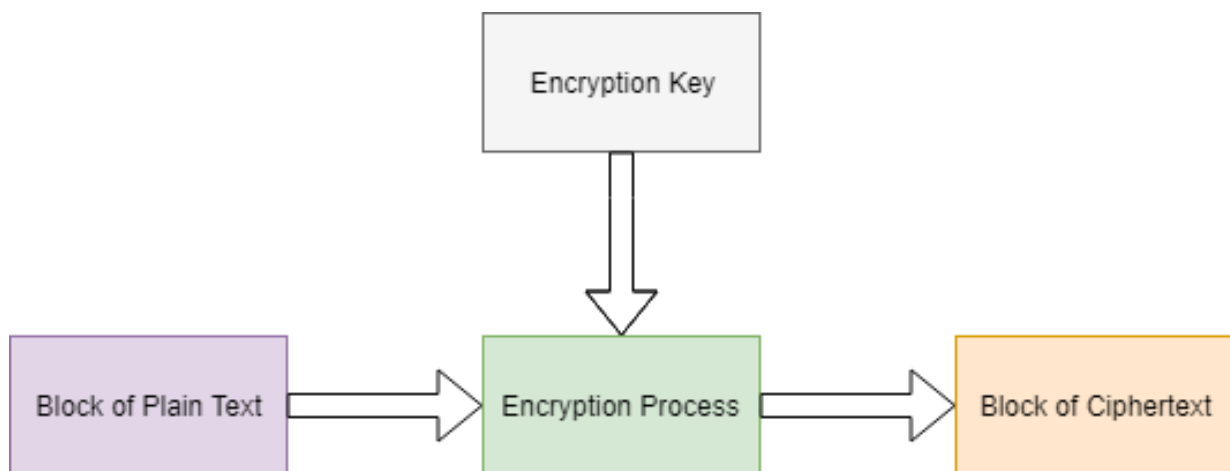 Encryption Key
Block of Plain Text
Encryption Process
Block of Ciphertext